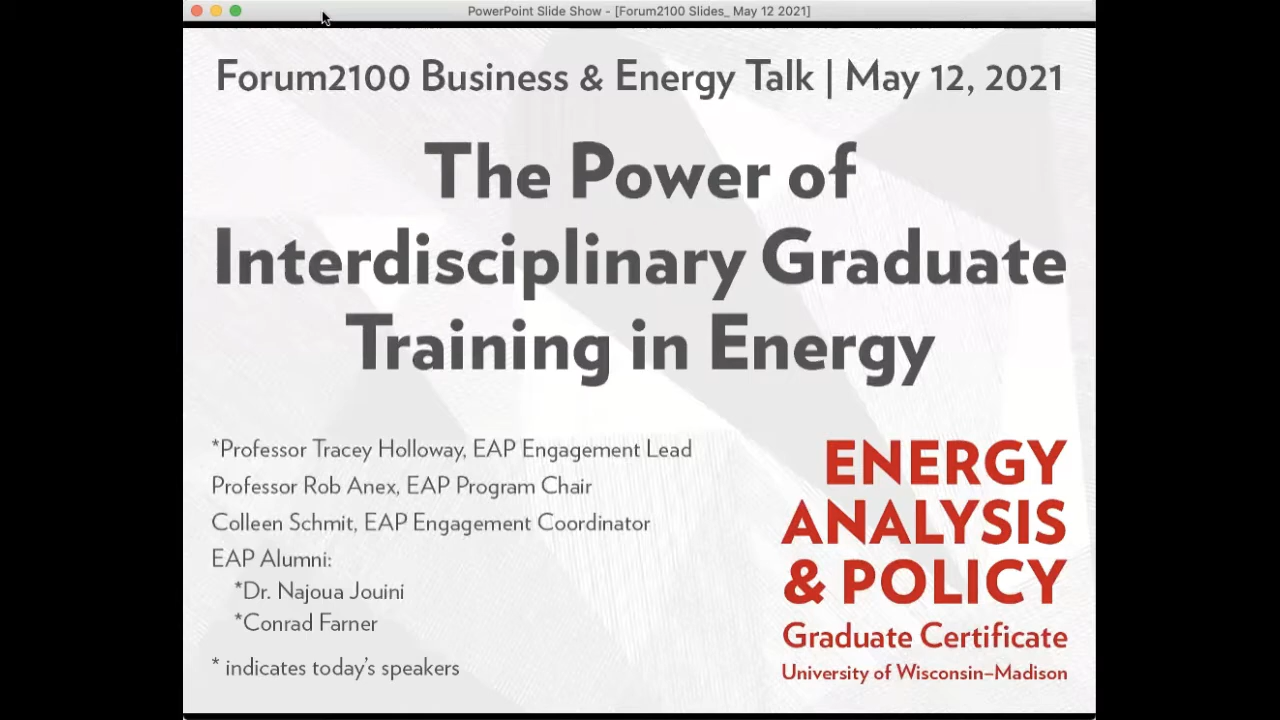 PowerPoint Slide Show - [Forum2100 Slides_ May 12 2021]
Forum2100 Business & Energy Talk | May 12, 2021
The Power of
Interdisciplinary Graduate
Training in Energy
*Professor Tracey Holloway, EAP Engagement Lead
Professor Rob Anex, EAP Program Chair
Colleen Schmit, EAP Engagement Coordinator
EAP Alumni:
*Dr. Najoua Jouini
*Conrad Farner
* indicates today's speakers
ENERGY
ANALYSIS
& POLICY
Graduate Certificate
University of Wisconsin–Madison